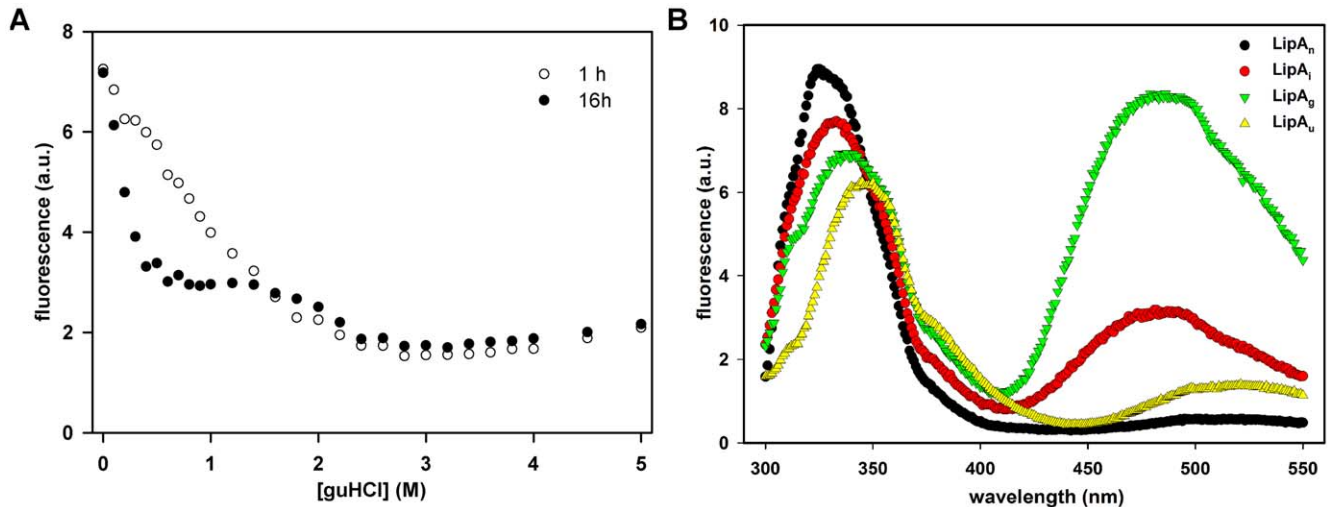 A
fluorescence (a.u.)
8
6
4
2
0
1 h
16h
0 1 2 3 4 5
[guHCl] (M)
B
fluorescence (a.u.)
10
8
6
4
2
0
LipAn
LipAi
LipAg
LipAu
300 350 400 450 500 550
wavelength (nm)